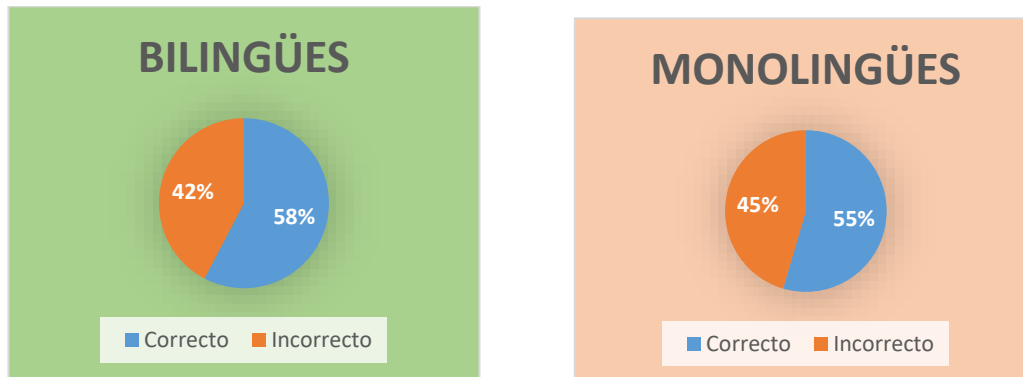 BILINGÜES
42%
58%
Correcto Incorrecto
MONOLINGÜES
45%
55%
Correcto Incorrecto